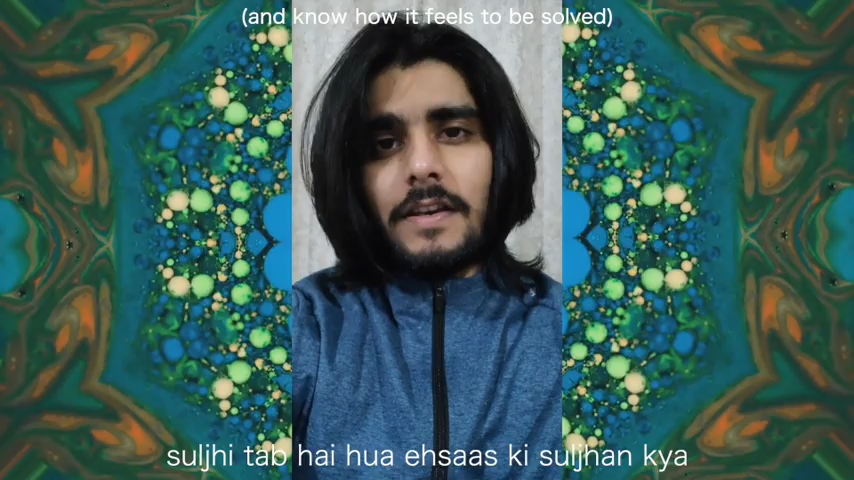 (and know how it feels to be solved)
suljhi tab hai hua ehsaas ki suljhan kya